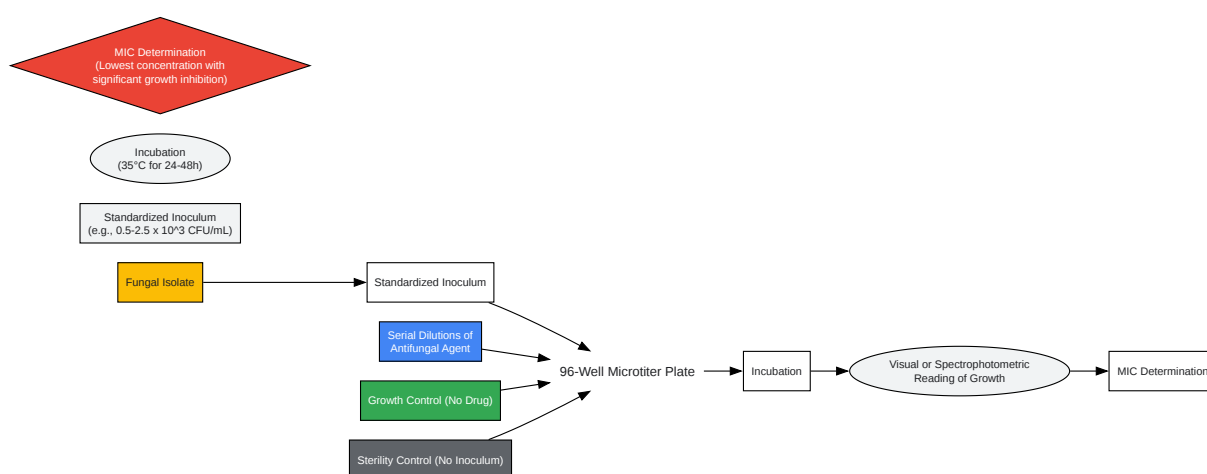 MIC Determination
(Lowest concentration with
significant growth inhibition)
Incubation
(35°C for 24-48h)
Standardized Inoculum
(e.g., 0.5-2.5 x 10^3 CFU/mL)
Fungal Isolate
Standardized Inoculum
Serial Dilutions of
Antifungal Agent
Growth Control (No Drug)
Sterility Control (No Inoculum)
96-Well Microtiter Plate
Incubation
Visual or Spectrophotometric
Reading of Growth
MIC Determination